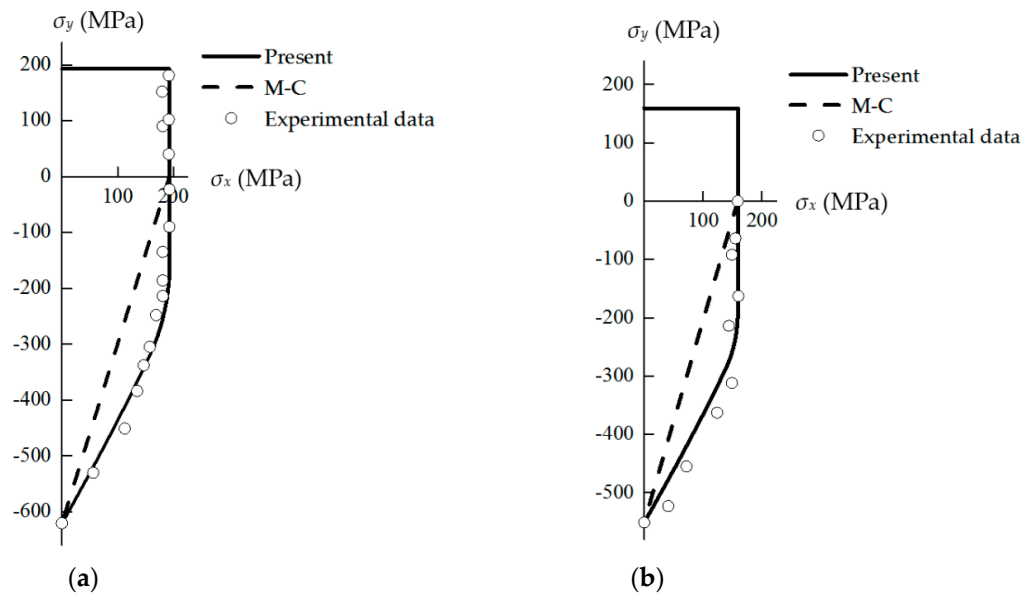 σy (MPa)
200
100
0
-100
-200
-300
-400
-500
-600
100 200
σx (MPa)
Present
M-C
Experimental data
(a)
σy (MPa)
200
100
0
-100
-200
-300
-400
-500
100 200
σx (MPa)
Present
M-C
Experimental data
(b)